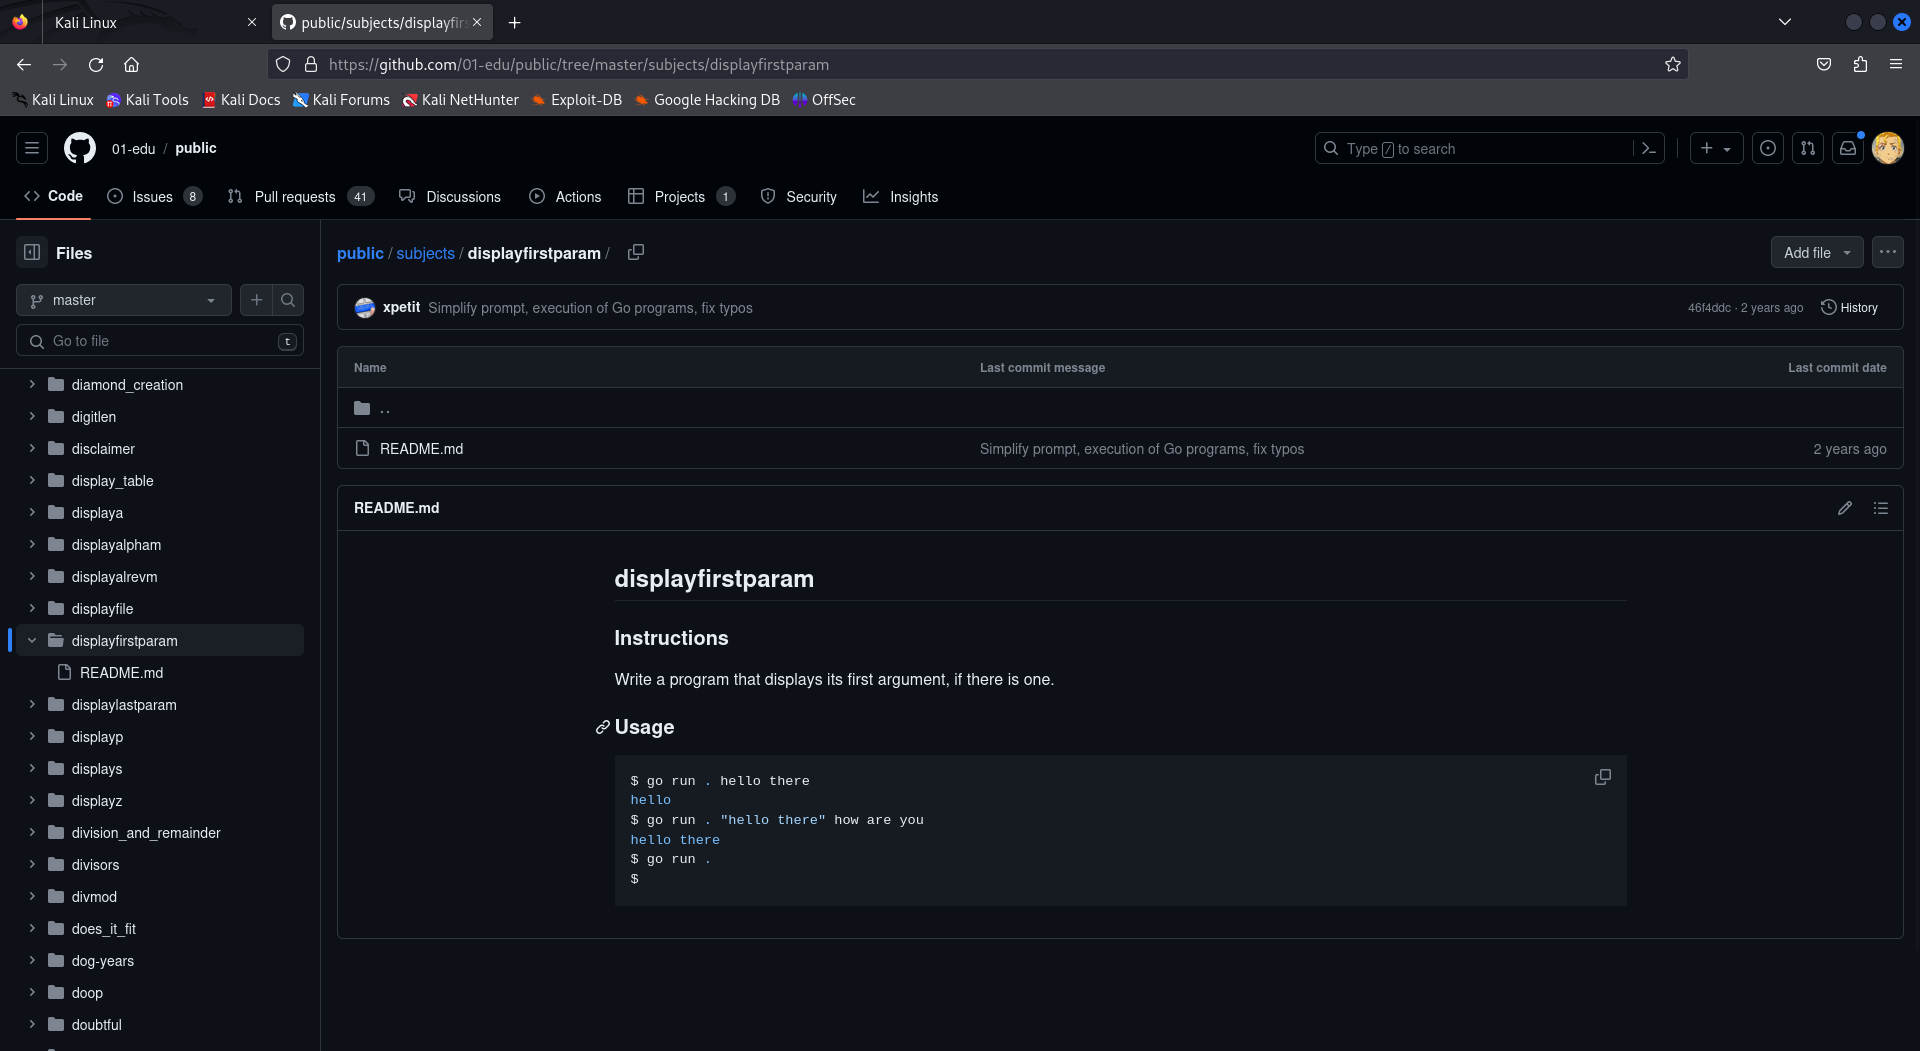 Kali Linux
public/subjects/displayfirs
https://github.com/01-edu/public/tree/master/subjects/displayfirstparam
Kali Linux Kali Tools Kali Docs Kali Forums Kali NetHunter Exploit-DB Google Hacking DB OffSec
01-edu / public
Type / to search
Code Issues 8 Pull requests 41 Discussions Actions Projects 1 Security Insights
Files
master
Go to file t
diamond_creation
digitlen
disclaimer
display_table
displaya
displayalpham
displayalrevm
displayfile
displayfirstparam
README.md
displaylastparam
displayp
displays
displayz
division_and_remainder
divisors
divmod
does_it_fit
dog-years
doop
doubtful
public / subjects / displayfirstparam /
Add file
xpetit Simplify prompt, execution of Go programs, fix typos 46f4ddc · 2 years ago History
Name Last commit message Last commit date
..
README.md Simplify prompt, execution of Go programs, fix typos 2 years ago
README.md
displayfirstparam
Instructions
Write a program that displays its first argument, if there is one.
Usage
$ go run . hello there
hello
$ go run . "hello there" how are you
hello there
$ go run .
$